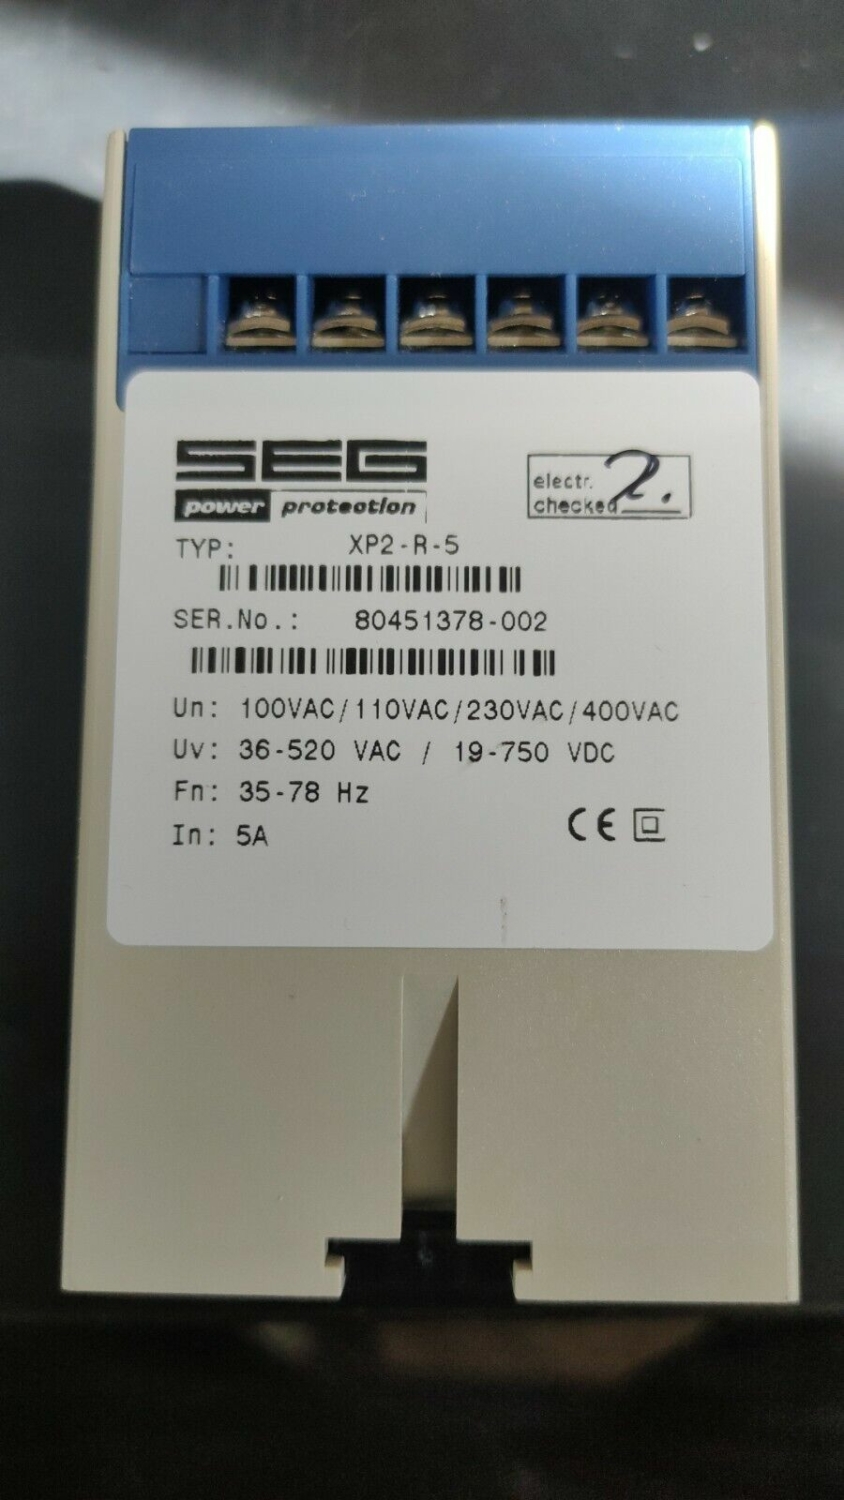 SEG
power protection
electr. 2.
checked
TYP: XP2-R-5
SER.No.: 80451378-002
Un: 100VAC/110VAC/230VAC/400VAC
Uv: 36-520 VAC / 19-750 VDC
Fn: 35-78 Hz
In: 5A
CE